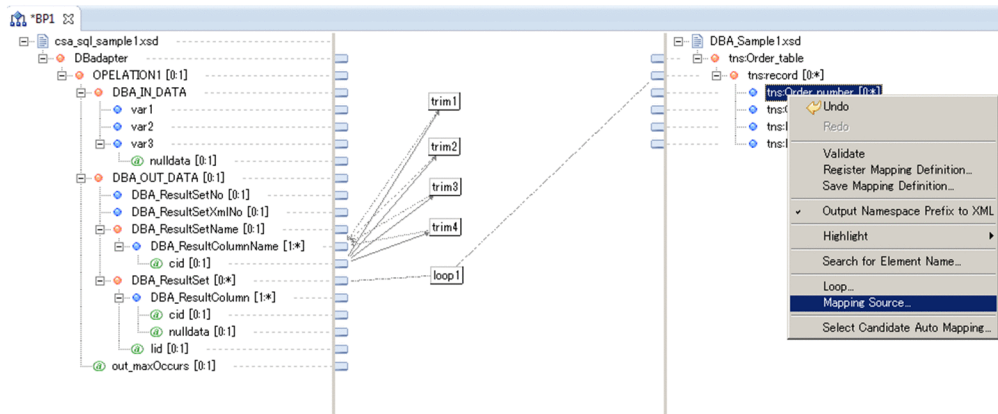 *BP1
csa_sql_sample1.xsd
DBadapter
OPELATION1 [0:1]
DBA_IN_DATA
var1
var2
var3
nulldata [0:1]
DBA_OUT_DATA [0:1]
DBA_ResultSetNo [0:1]
DBA_ResultSetXmlNo [0:1]
DBA_ResultSetName [0:1]
DBA_ResultColumnName [1:*]
cid [0:1]
DBA_ResultSet [0:*]
DBA_ResultColumn [1:*]
cid [0:1]
nulldata [0:1]
lid [0:1]
out_maxOccurs [0:1]
trim1
trim2
trim3
trim4
loop1
DBA_Sample1.xsd
tns:Order_table
tns:record [0:*]
tns:Order_number [0:*]
tns:
tns:
tns:
Undo
Redo
Validate
Register Mapping Definition...
Save Mapping Definition...
Output Namespace Prefix to XML
Highlight
Search for Element Name...
Loop...
Mapping Source...
Select Candidate Auto Mapping...